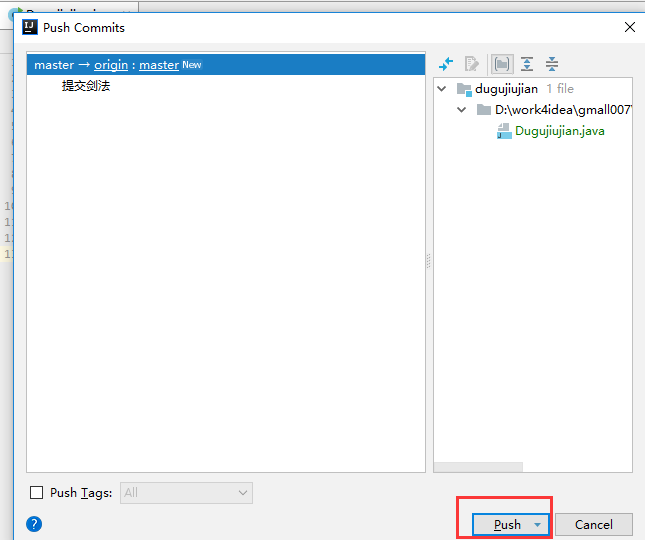 Push Commits
master → origin : master New
提交剑法
dugujiujian 1 file
D:\work4idea\gmall007\
Dugujiujian.java
Push Tags: All
Push
Cancel